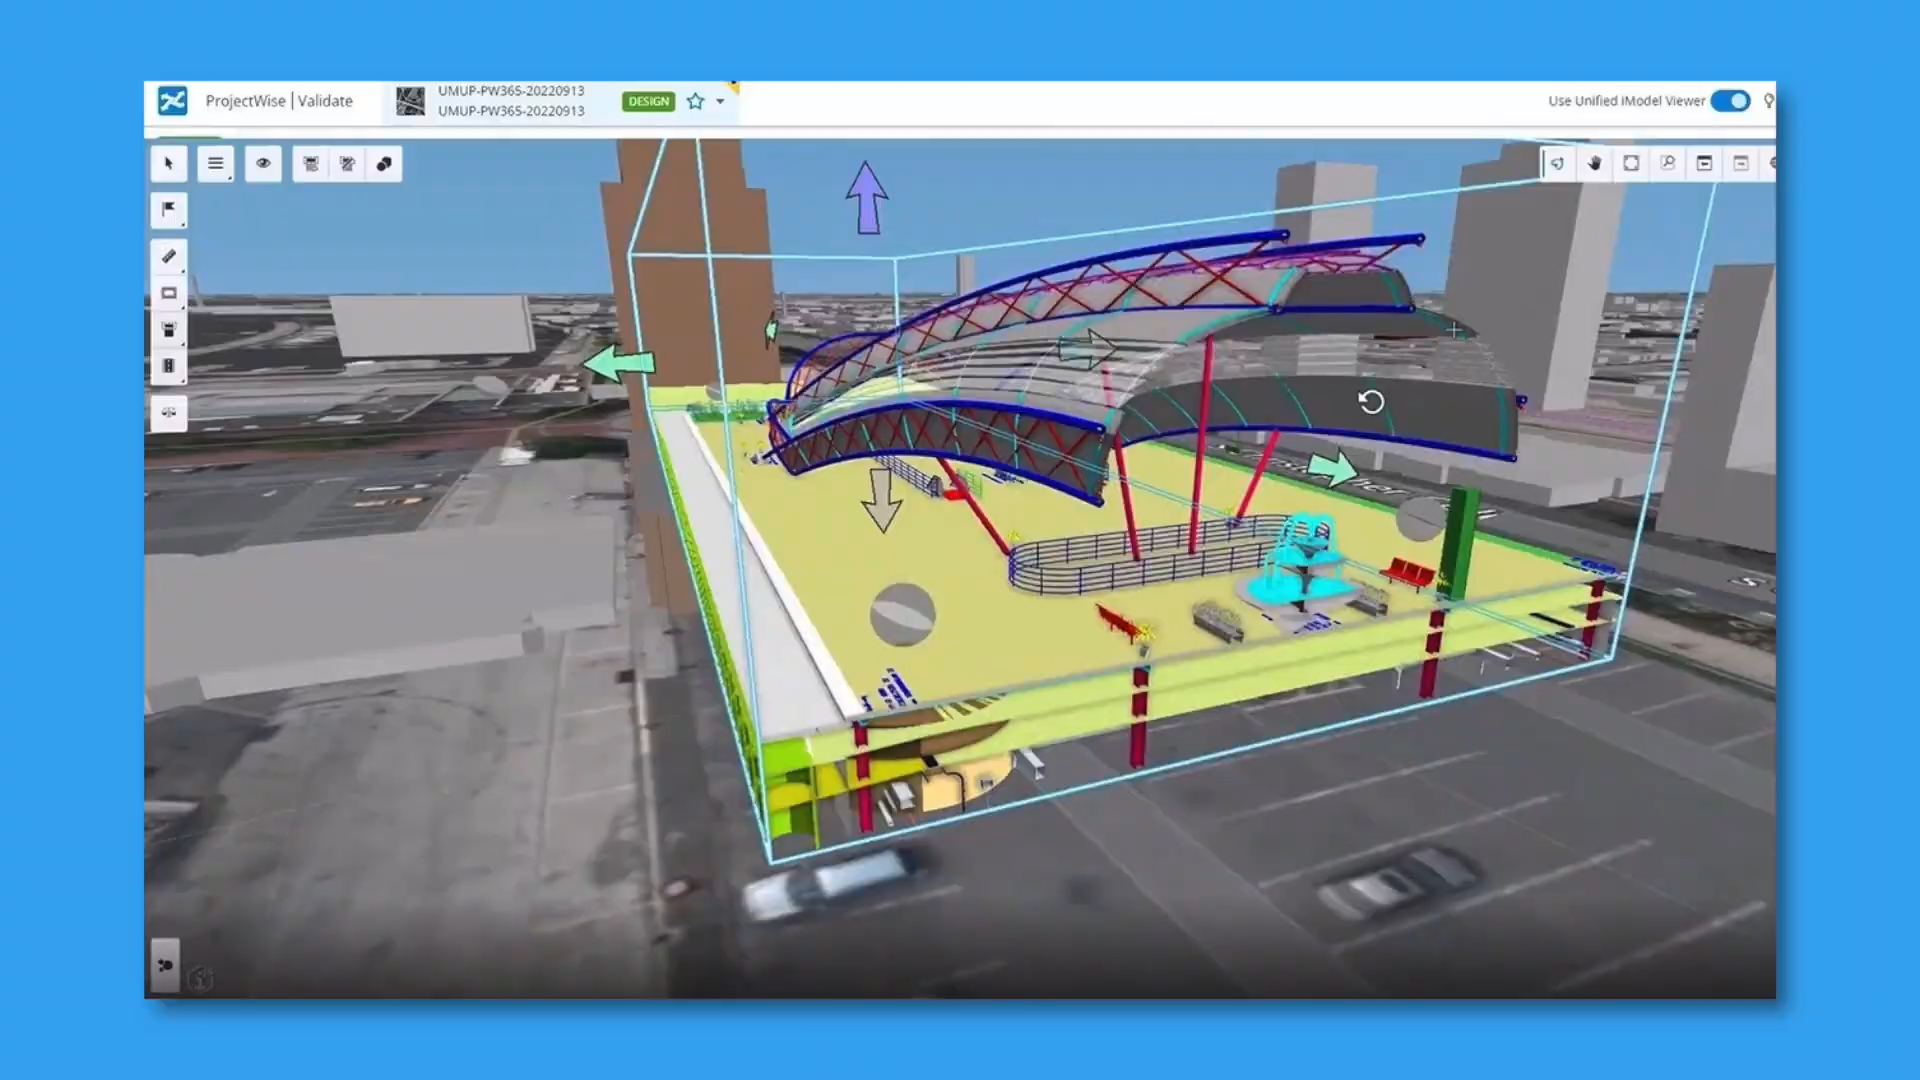 ProjectWise | Validate
UMUP-PW365-20220913
UMUP-PW365-20220913
DESIGN
Use Unified iModel Viewer